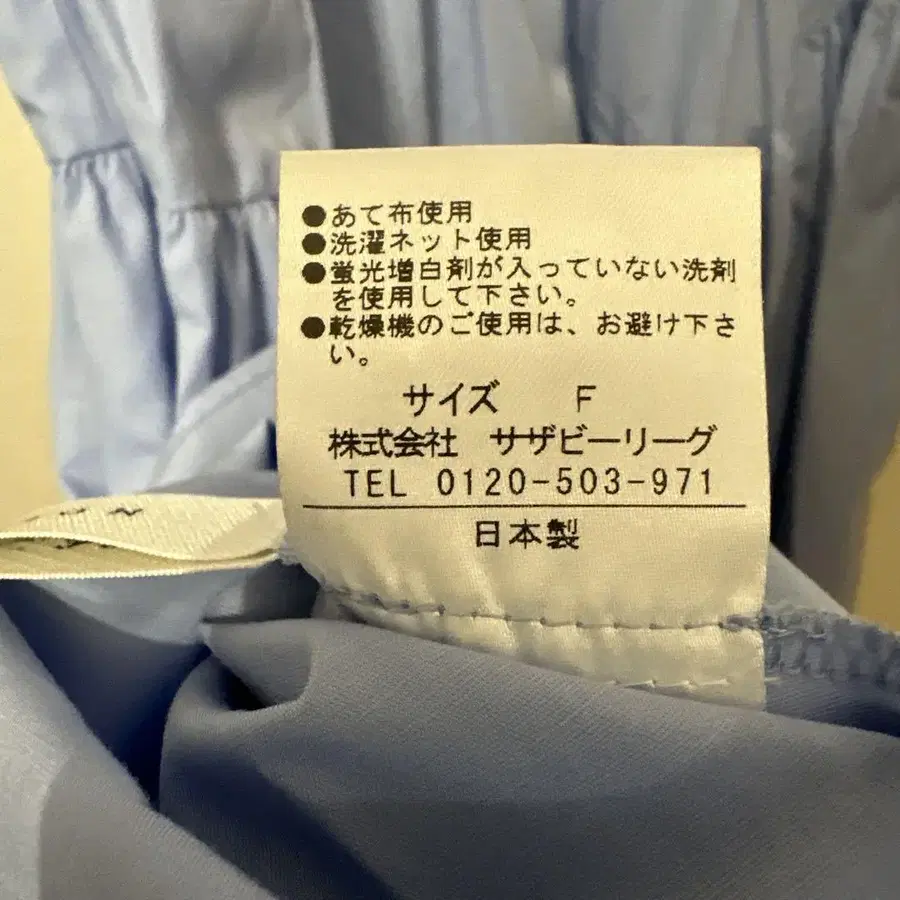 ●あて布使用
●洗濯ネット使用
●蛍光増白剤が入っていない洗剤
を使用して下さい。
●乾燥機のご使用は、お避け下さ
い。
サイズ F
株式会社 サザビーリーグ
TEL 0120-503-971
日本製